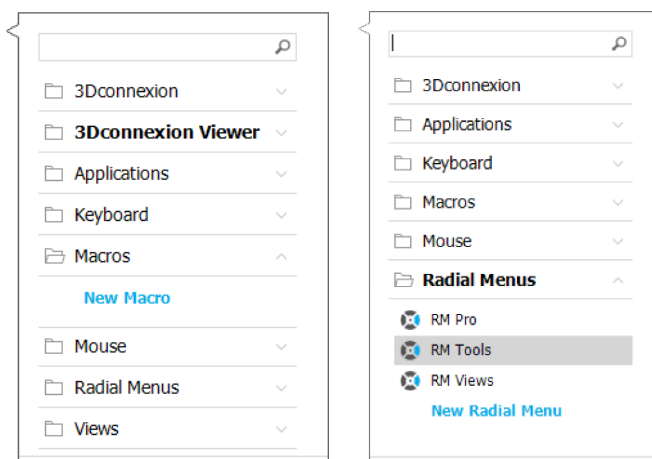 3Dconnexion
3Dconnexion Viewer
Applications
Keyboard
Macros
New Macro
Mouse
Radial Menus
Views
3Dconnexion
Applications
Keyboard
Macros
Mouse
Radial Menus
RM Pro
RM Tools
RM Views
New Radial Menu